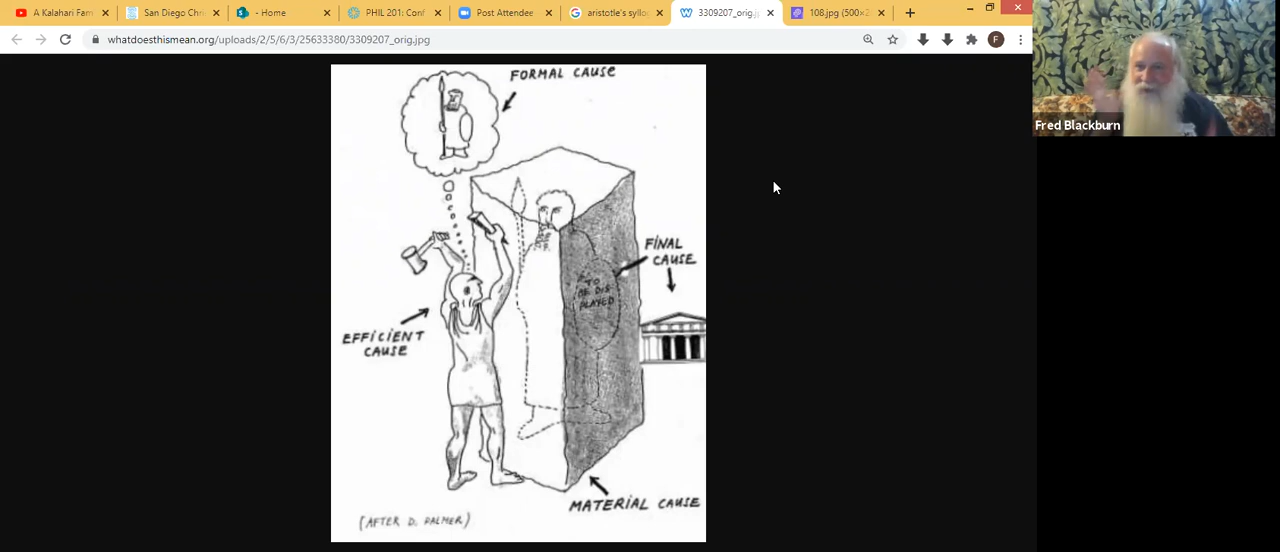 A Kalahari Fam
San Diego Chri
- Home
PHIL 201: Conf
Post Attendee
aristotle's syllo
3309207_orig.jp
108.jpg (500×2
whatdoesthismean.org/uploads/2/5/6/3/25633380/3309207_orig.jpg
F
Fred Blackburn
FORMAL CAUSE
FINAL
CAUSE
TO
BE DIS-
PLAYED
EFFICIENT
CAUSE
MATERIAL CAUSE
(AFTER D. PALMER)